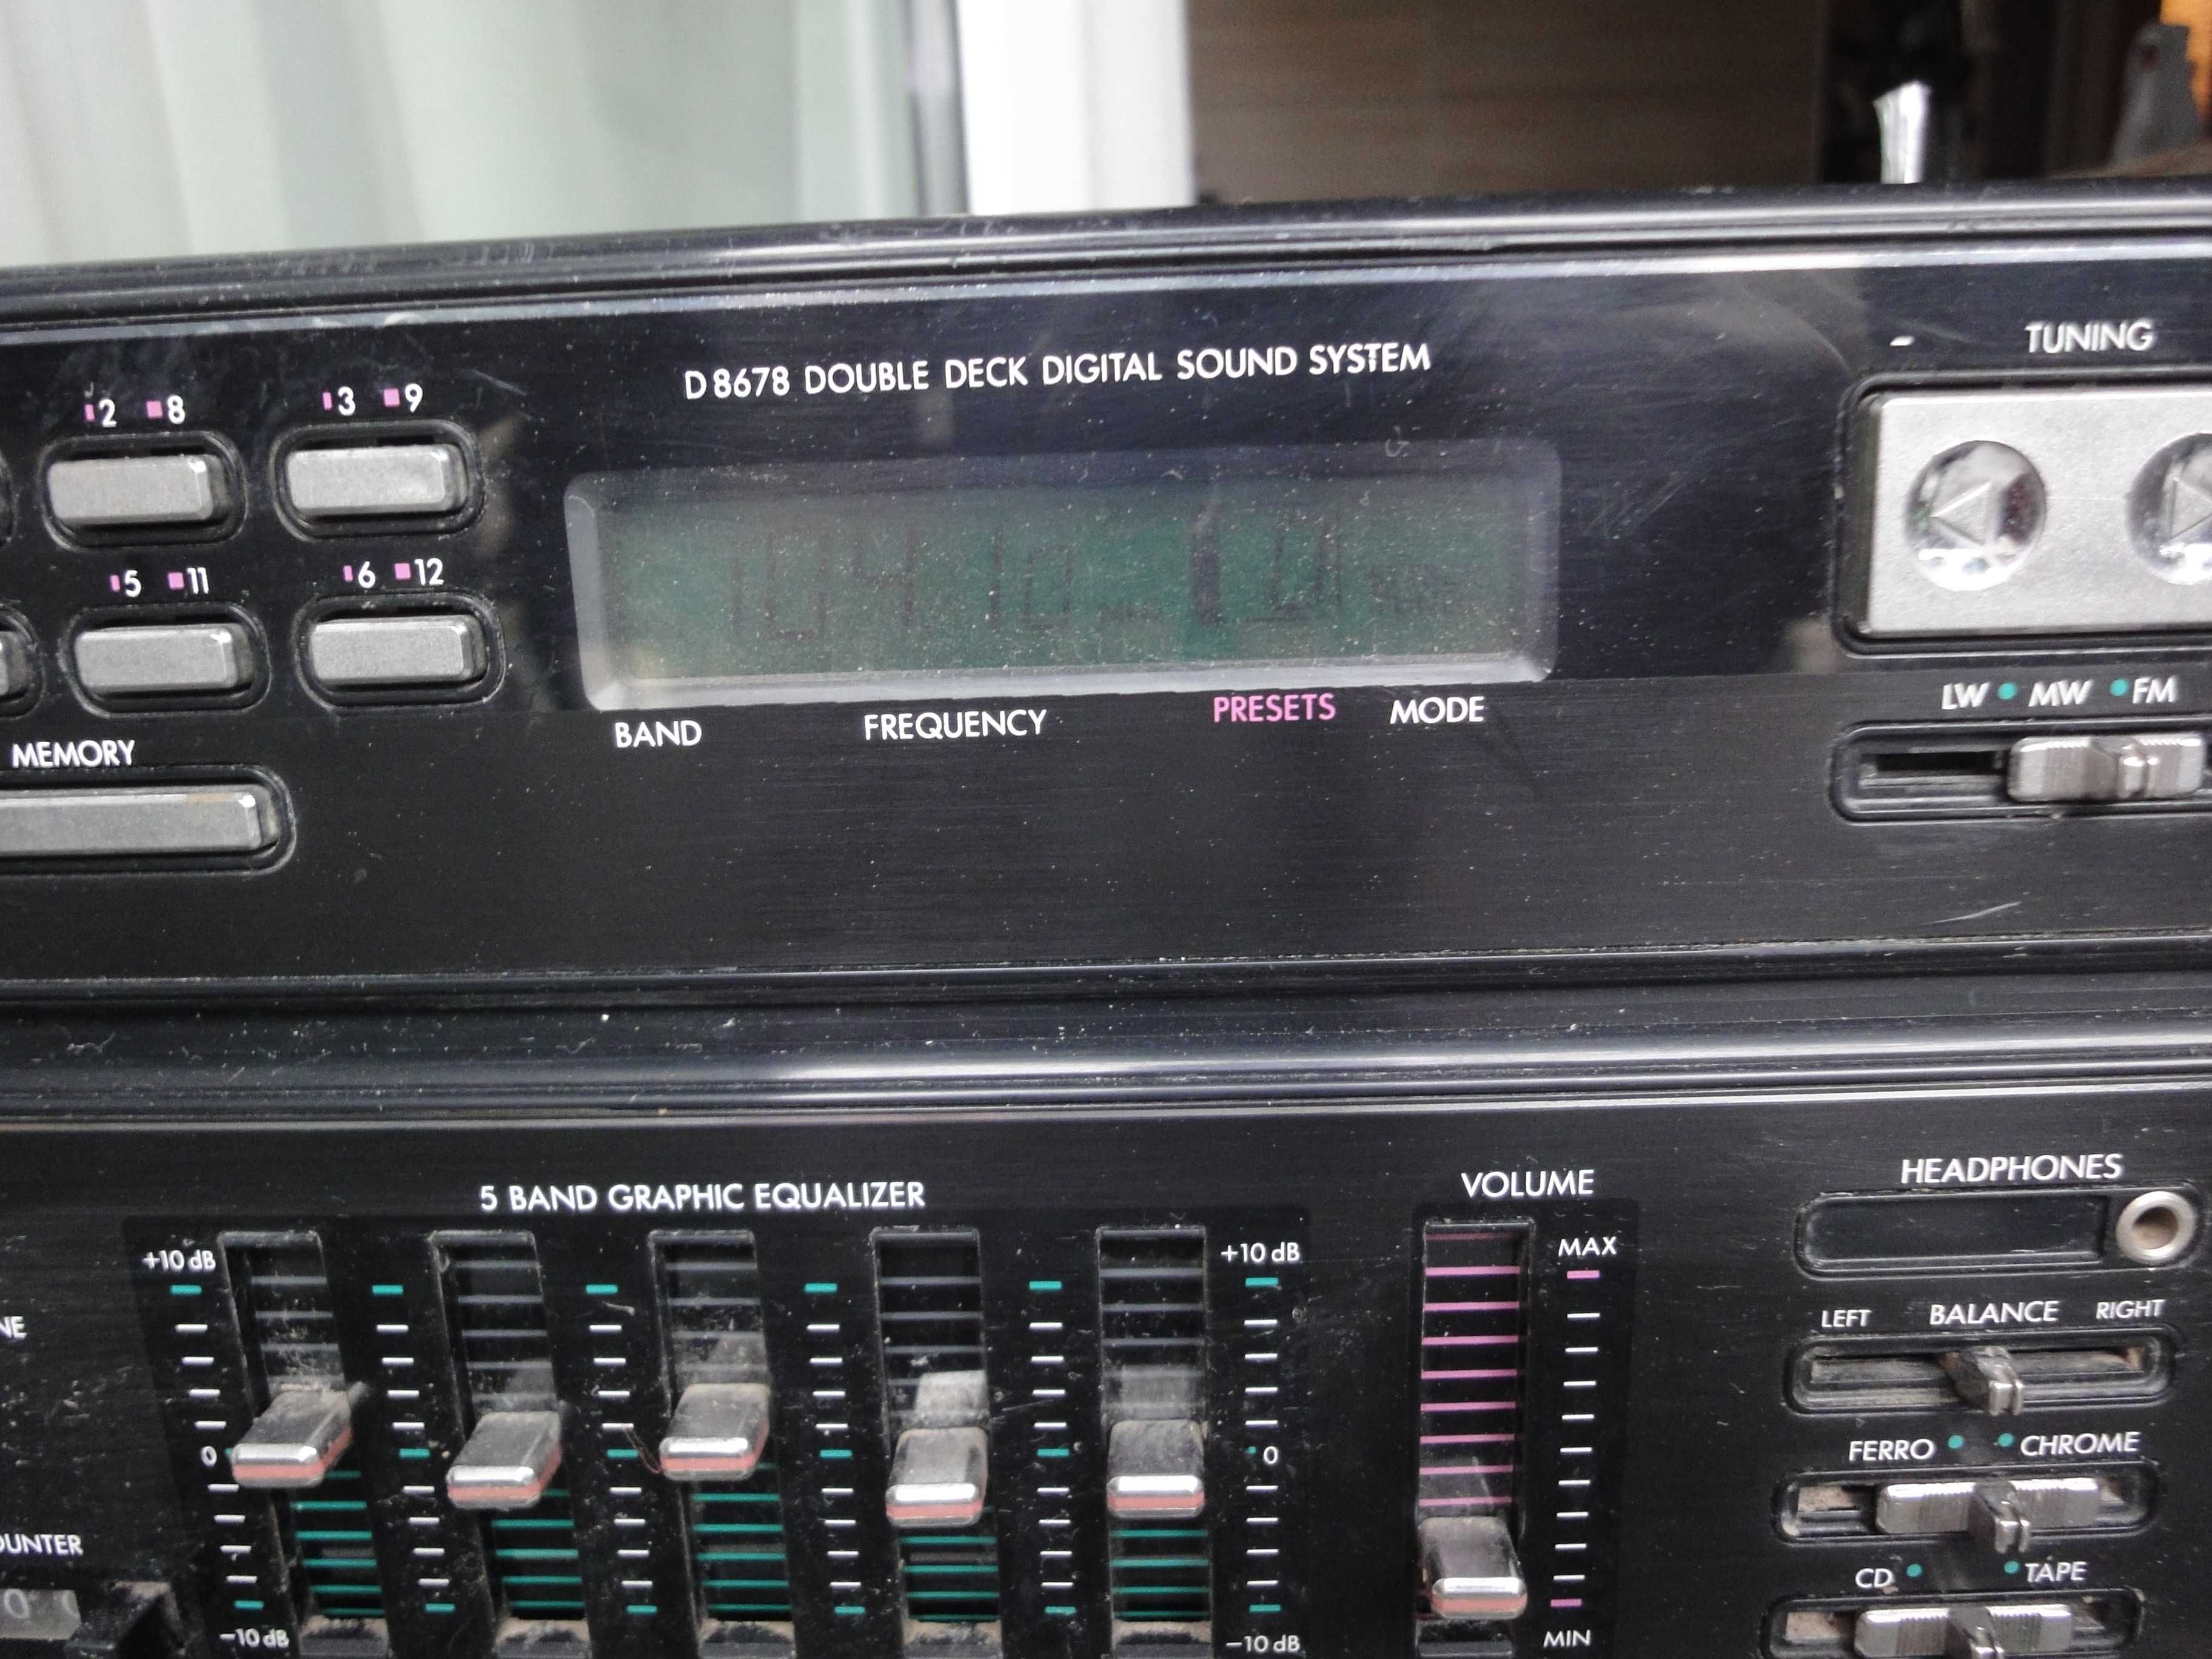 TUNING
D8678 DOUBLE DECK DIGITAL SOUND SYSTEM
2 8 3 9
10410
5 11 6 12
LW MW FM
BAND FREQUENCY PRESETS MODE
MEMORY
HEADPHONES
VOLUME
5 BAND GRAPHIC EQUALIZER
+10 dB +10 dB MAX
LEFT BALANCE RIGHT
FERRO CHROME
0 0
CD TAPE
-10 dB -10 dB MIN